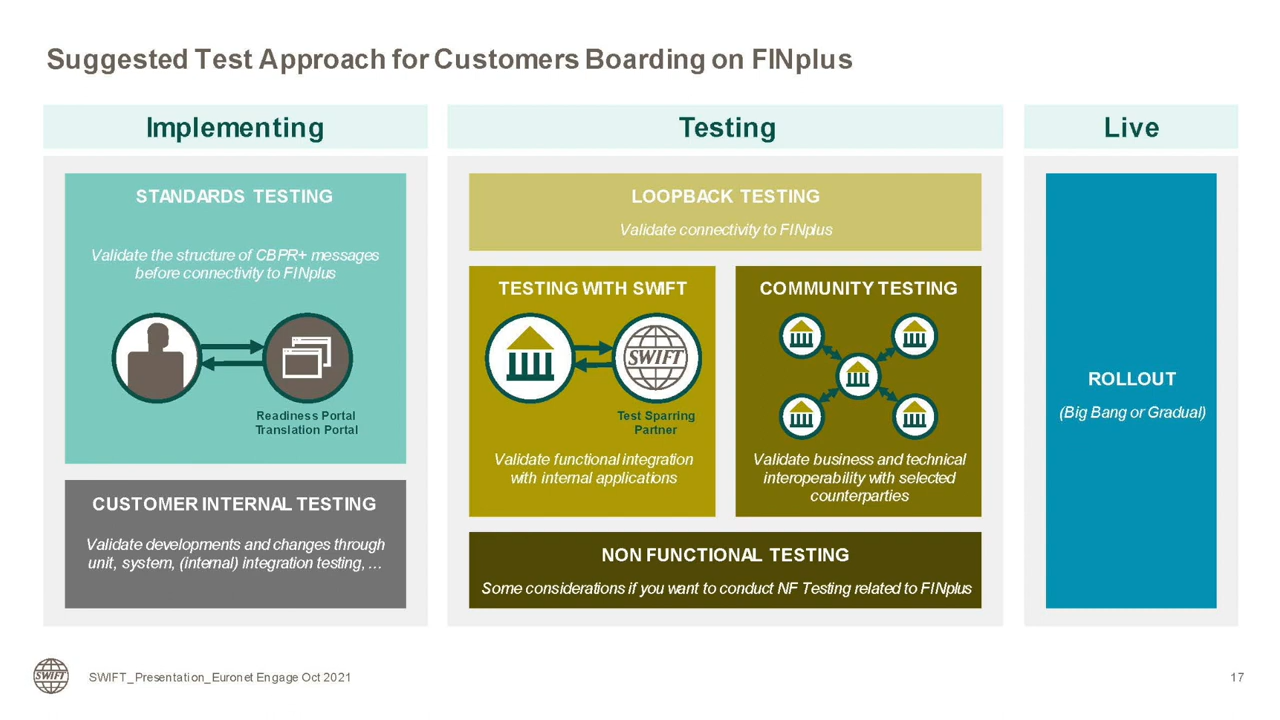 Suggested Test Approach for Customers Boarding on FINplus
Implementing
STANDARDS TESTING
Validate the structure of CBPR+ messages
before connectivity to FINplus
Readiness Portal
Translation Portal
CUSTOMER INTERNAL TESTING
Validate developments and changes through
unit, system, (internal) integration testing, ...
Testing
LOOPBACK TESTING
Validate connectivity to FINplus
TESTING WITH SWIFT
SWIFT
Test Sparring
Partner
Validate functional integration
with internal applications
COMMUNITY TESTING
Validate business and technical
interoperability with selected
counterparties
NON FUNCTIONAL TESTING
Some considerations if you want to conduct NF Testing related to FINplus
Live
ROLLOUT
(Big Bang or Gradual)
SWIFT
SWIFT_Presentation_Euronet Engage Oct 2021
17